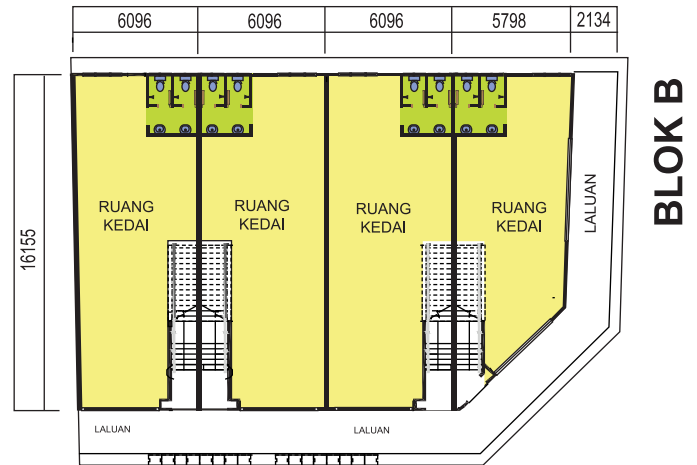 6096 6096 6096 5798 2134
BLOK B
16155
RUANG
KEDAI
RUANG
KEDAI
RUANG
KEDAI
RUANG
KEDAI
LALUAN
LALUAN
LALUAN